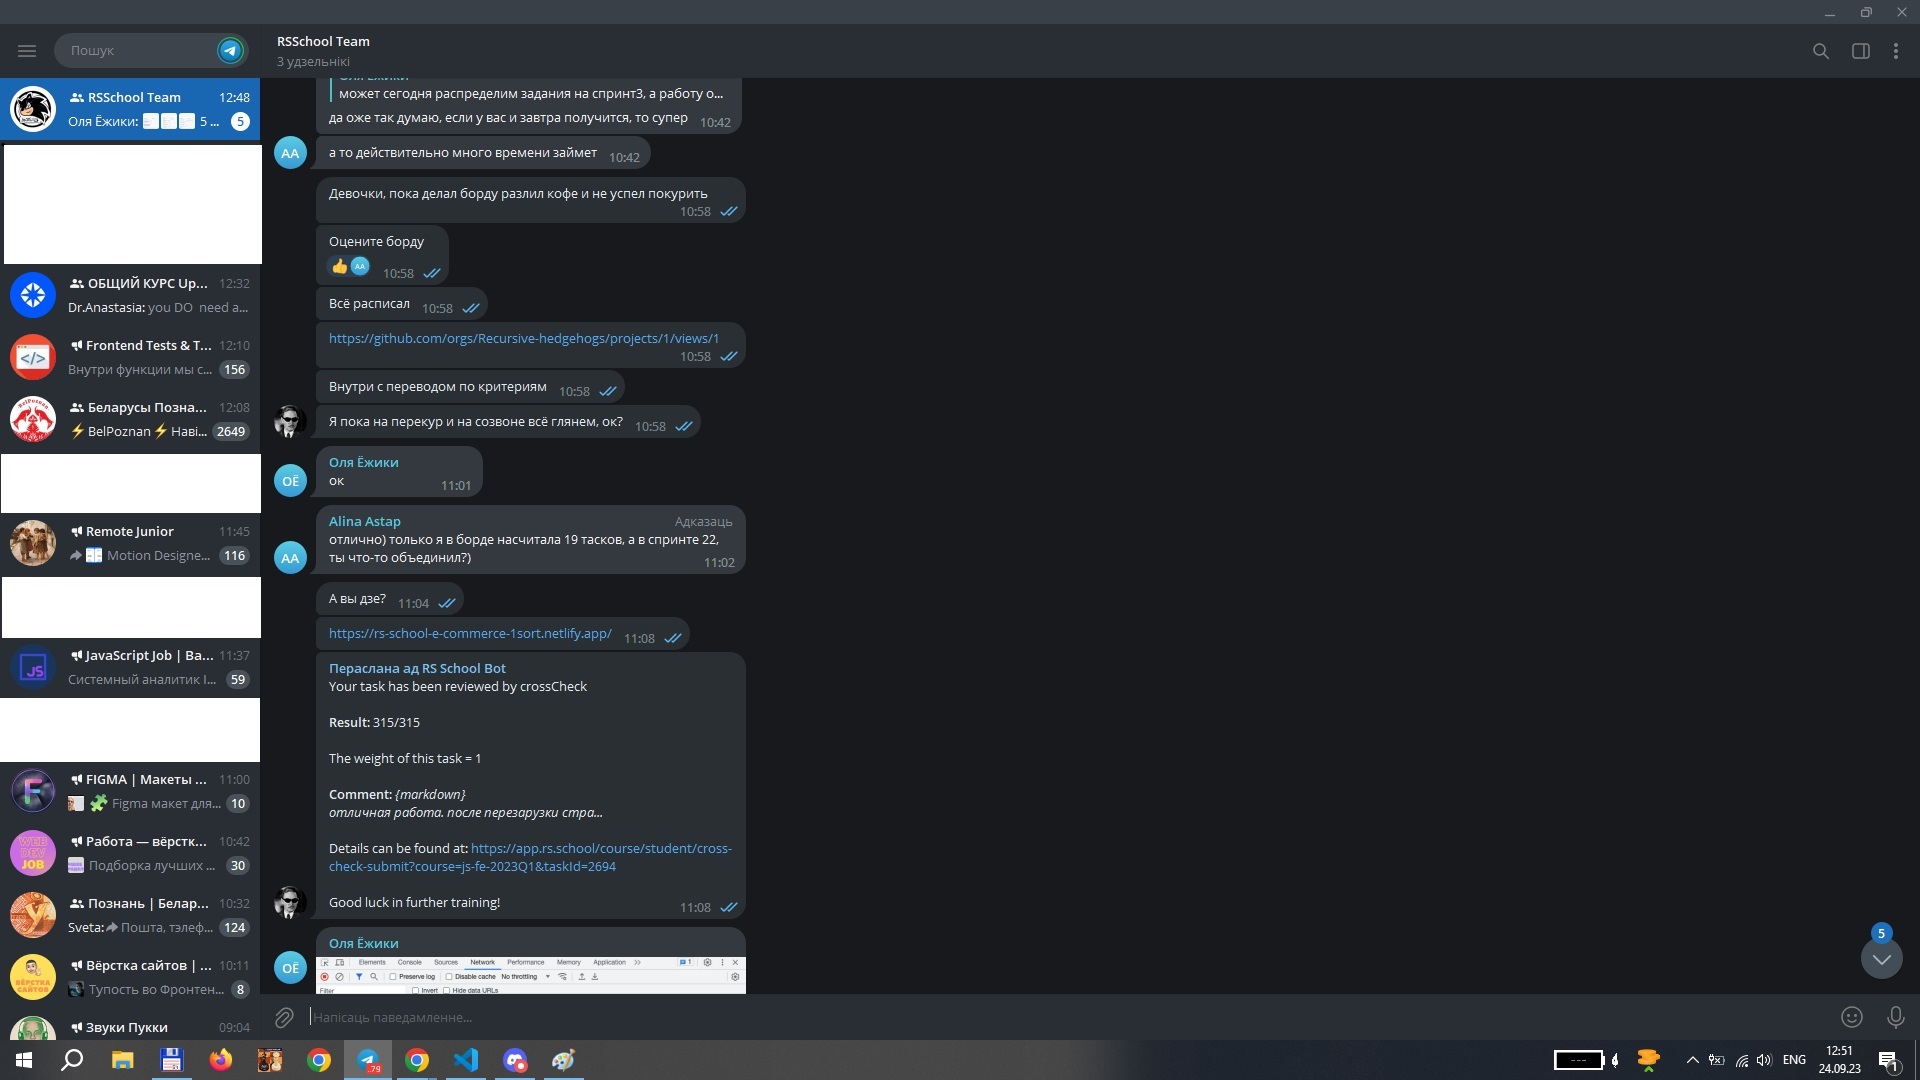 Пошук
RSSchool Team
12:48
Оля Ёжики:
5 ...
5
ОБЩИЙ КУРС Up...
12:32
Dr.Anastasia: you DO need a...
Frontend Tests & T...
12:10
Внутри функции мы с...
156
Беларусы Позна...
12:08
BelPoznan
Наві...
2649
Remote Junior
11:45
Motion Designe...
116
JS
JavaScript Job | Ва...
11:37
Системный аналитик I...
59
FIGMA | Макеты ...
11:00
Figma макет для...
10
WEB DEV JOB
Работа — вёрстк...
10:42
Подборка лучших ...
30
Познань | Белар...
10:32
Sveta:
Пошта, тэлеф...
124
ВЁРСТКА САЙТОВ
Вёрстка сайтов | ...
10:11
Тупость во Фронтен...
8
Звуки Пукки
09:04
RSSchool Team
3 удзельнікі
Оля Ёжики
может сегодня распределим задания на спринт3, а работу о...
да оже так думаю, если у вас и завтра получится, то супер
10:42
AA
а то действительно много времени займет
10:42
Девочки, пока делал борду разлил кофе и не успел покурить
10:58
Оцените борду
AA
10:58
Всё расписал
10:58
https://github.com/orgs/Recursive-hedgehogs/projects/1/views/1
10:58
Внутри с переводом по критериям
10:58
Я пока на перекур и на созвоне всё глянем, ок?
10:58
Оля Ёжики
ОЁ
ок
11:01
Alina Astap
Адказаць
отлично) только я в борде насчитала 19 тасков, а в спринте 22,
ты что-то объединил?)
AA
11:02
А вы дзе?
11:04
https://rs-school-e-commerce-1sort.netlify.app/
11:08
Пераслана ад RS School Bot
Your task has been reviewed by crossCheck
Result: 315/315
The weight of this task = 1
Comment: {markdown}
отличная работа. после перезарузки стра...
Details can be found at: https://app.rs.school/course/student/cross-
check-submit?course=js-fe-2023Q1&taskId=2694
Good luck in further training!
11:08
Оля Ёжики
ОЁ
Elements Console Sources Network Performance Memory Application
1
Preserve log Disable cache No throttling
Filter Invert Hide data URLs
5
Напісаць паведамленне...
79
ENG
12:51
24.09.23
1